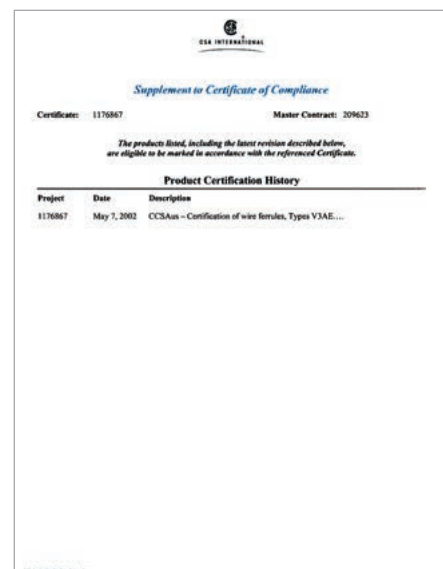 CSA INTERNATIONAL
Supplement to Certificate of Compliance
Certificate: 1176867 Master Contract: 209623
The products listed, including the latest revision described below,
are eligible to be marked in accordance with the referenced Certificate.
Product Certification History
Project Date Description
1176867 May 7, 2002 CCSAus – Certification of wire ferrules, Types V3AE....